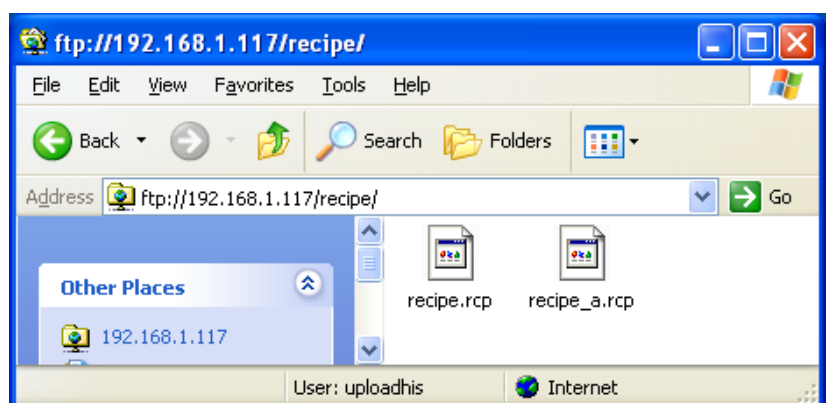 ftp://192.168.1.117/recipe/
File Edit View Favorites Tools Help
Back Search Folders
Address ftp://192.168.1.117/recipe/ Go
Other Places
192.168.1.117
recipe.rcp recipe_a.rcp
User: uploadhis Internet